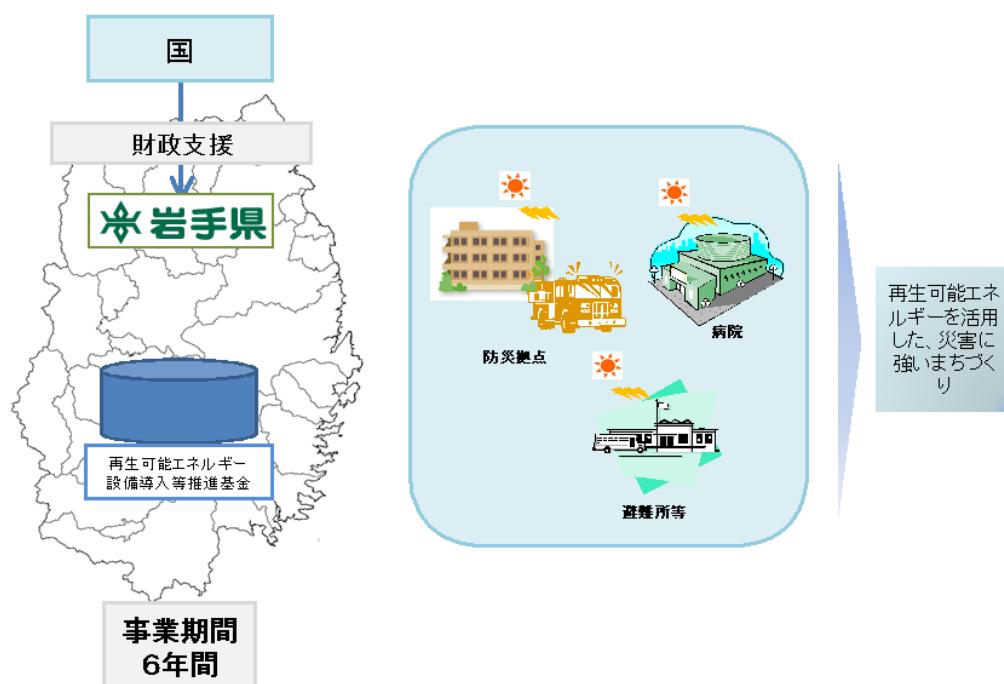 国
財政支援
岩手県
再生可能エネルギー
設備導入等推進基金
事業期間
6年間
防災拠点
病院
避難所等
再生可能エネ
ルギーを活用
した、災害に
強いまちづく
り